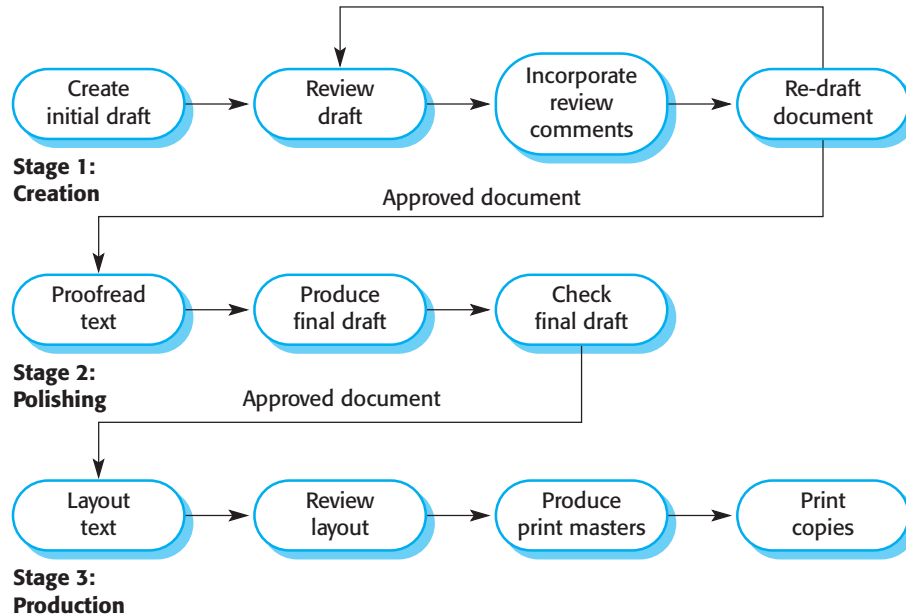 Create
initial draft
Review
draft
Incorporate
review
comments
Re-draft
document
Stage 1:
Creation
Approved document
Proofread
text
Produce
final draft
Check
final draft
Stage 2:
Polishing
Approved document
Layout
text
Review
layout
Produce
print masters
Print
copies
Stage 3:
Production